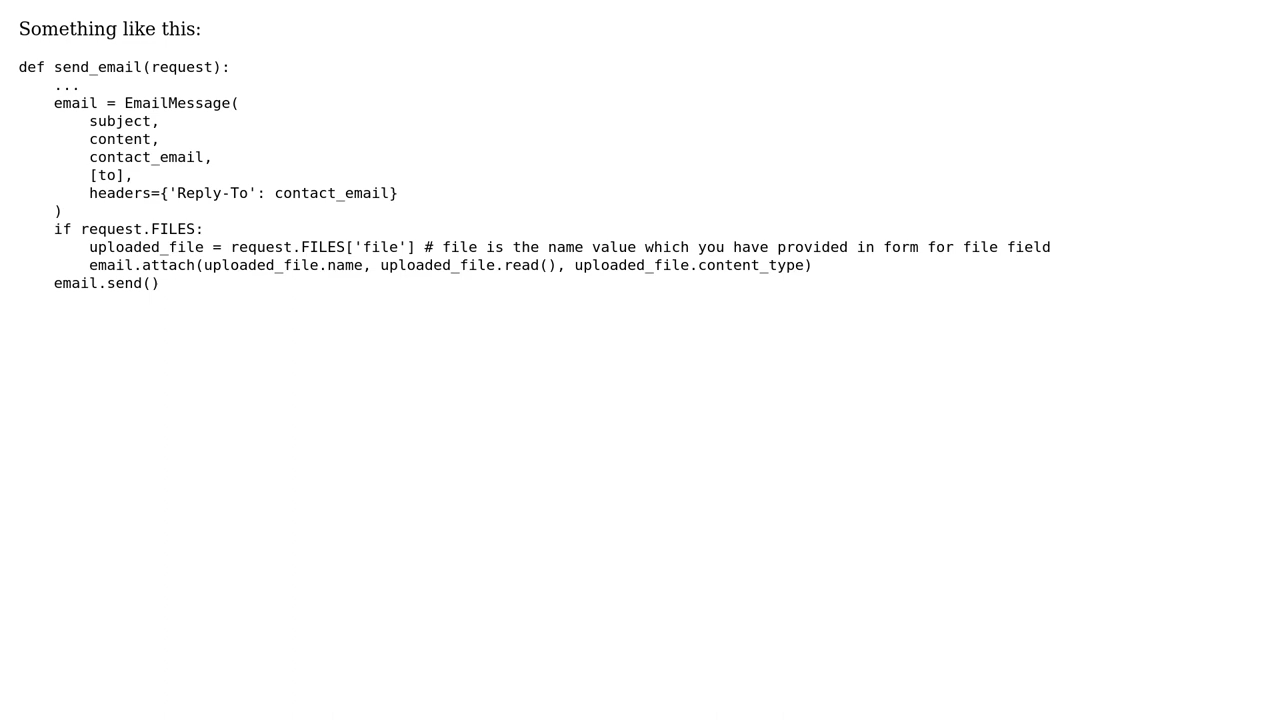 Something like this:
def send_email(request):
    ...
    email = EmailMessage(
        subject,
        content,
        contact_email,
        [to],
        headers={'Reply-To': contact_email}
    )
    if request.FILES:
        uploaded_file = request.FILES['file'] # file is the name value which you have provided in form for file field
        email.attach(uploaded_file.name, uploaded_file.read(), uploaded_file.content_type)
    email.send()